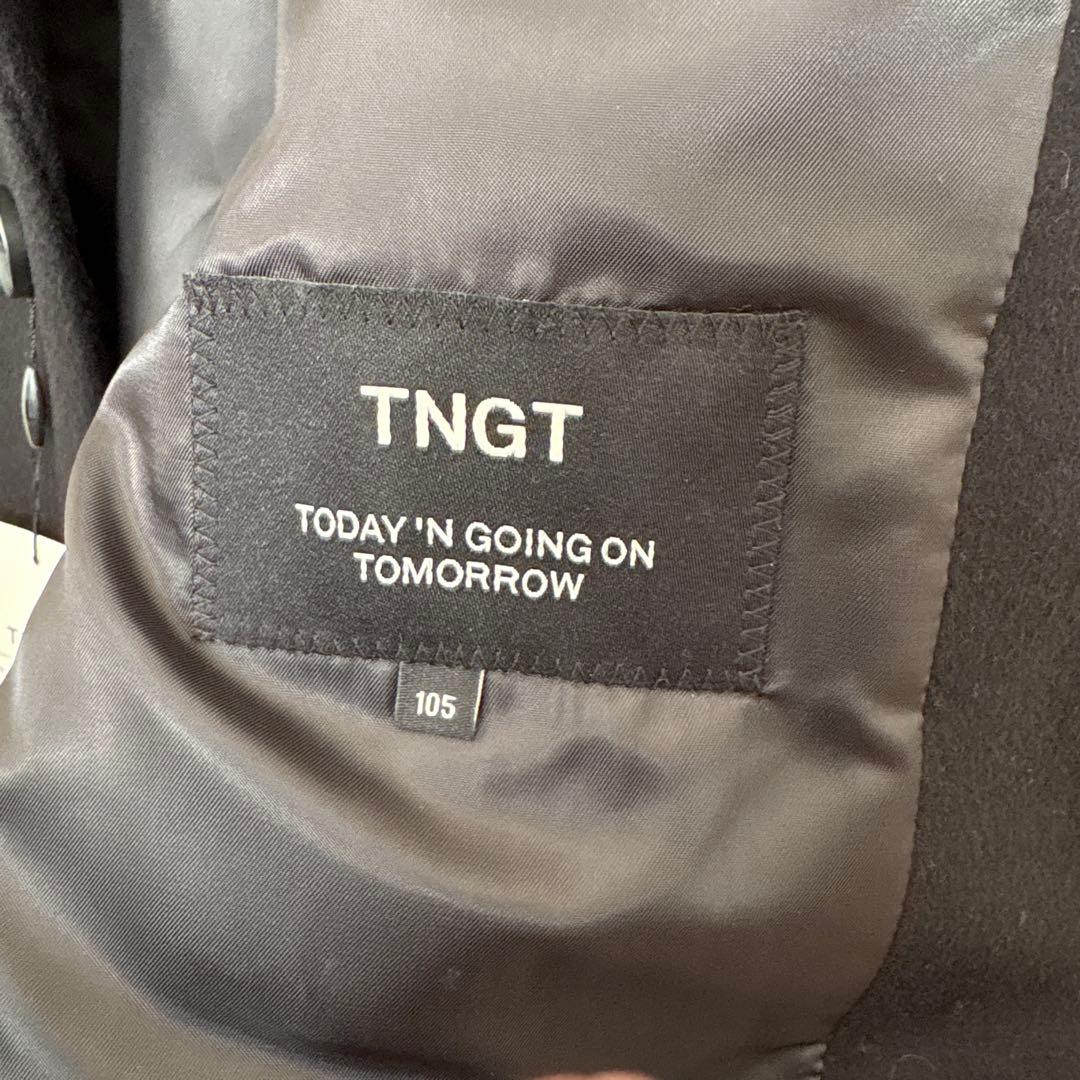 TNGT
TODAY 'N GOING ON
TOMORROW
105